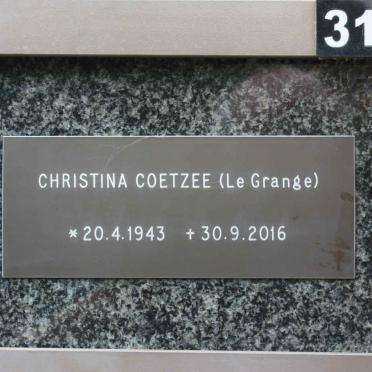 31
CHRISTINA COETZEE (Le Grange)
* 20.4.1943 + 30.9.2016